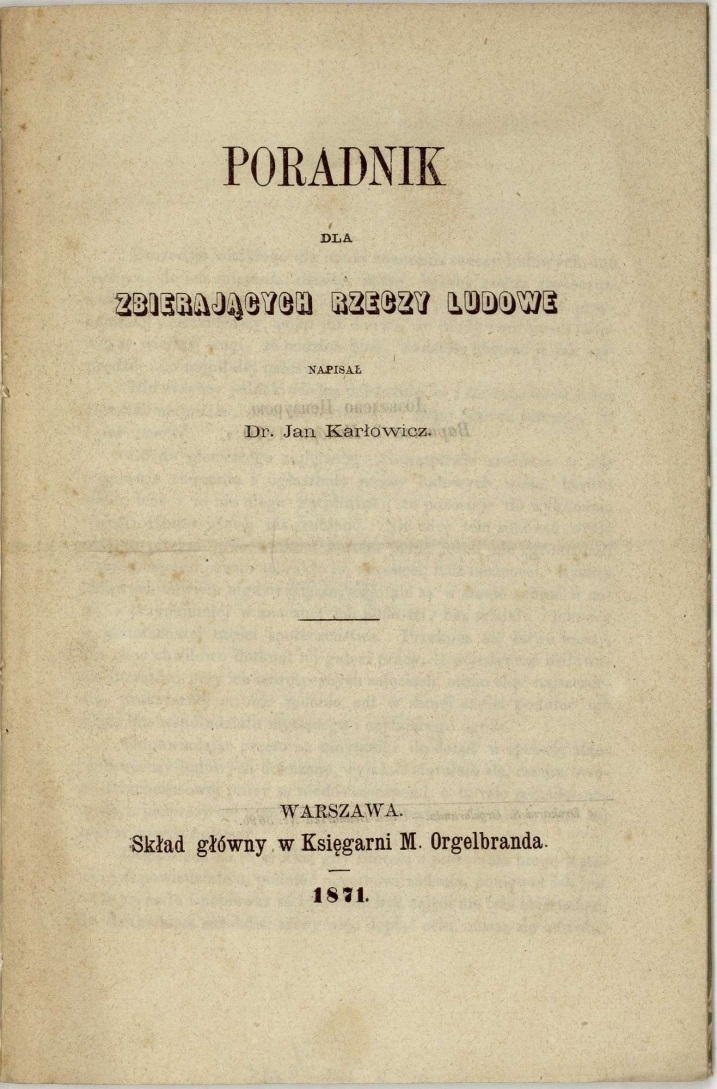 PORADNIK
DLA
ZBIERAJĄCYCH RZECZY LUDOWE
NAPISAŁ
Dr. Jan Karłowicz.
WARSZAWA.
Skład główny w Księgarni M. Orgelbranda.
1871.